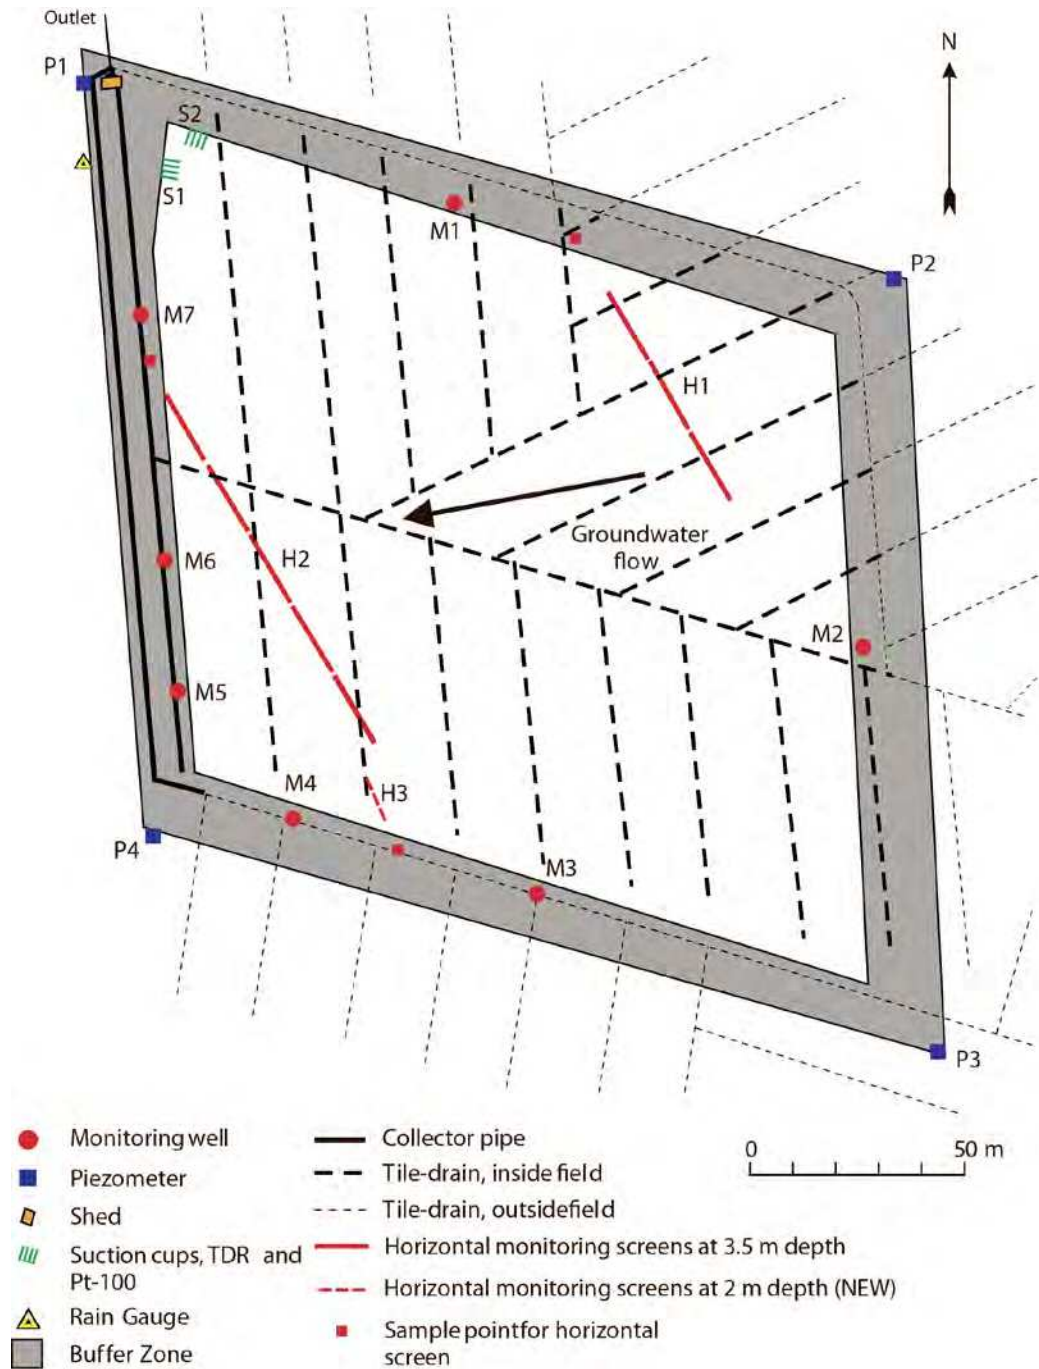 Outlet
N
P1
S2
S1
M1
P2
M7
H1
Groundwater
flow
H2
M6
M2
M5
M4
H3
P4
M3
P3
Monitoring well
Piezometer
Shed
Suction cups, TDR and
Pt-100
Rain Gauge
Buffer Zone
Collector pipe
Tile-drain, inside field
Tile-drain, outsidefield
Horizontal monitoring screens at 3.5 m depth
Horizontal monitoring screens at 2 m depth (NEW)
Sample pointfor horizontal
screen
0 50 m